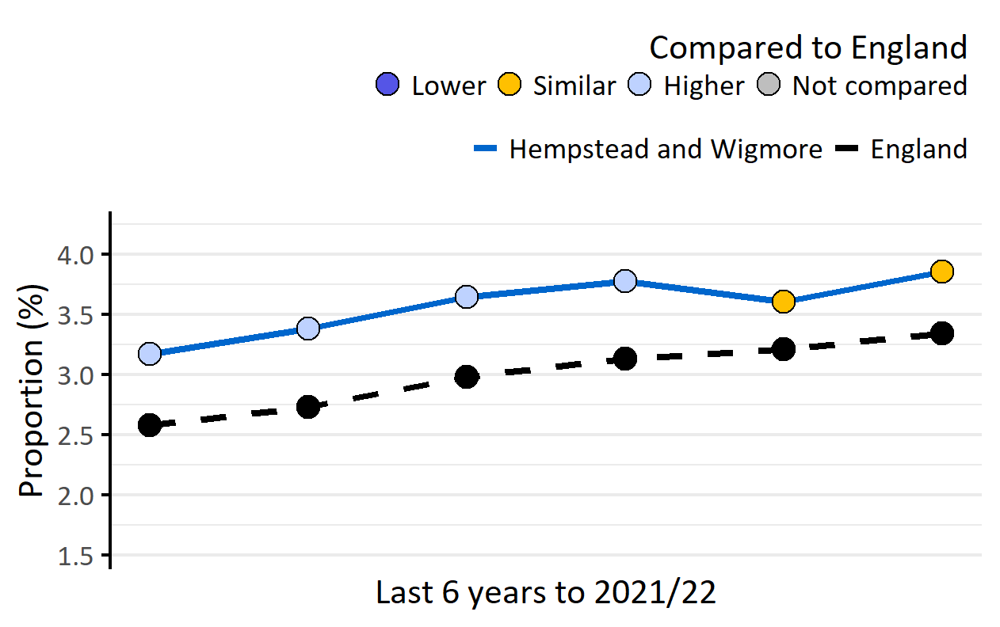 Compared to England
Lower Similar Higher Not compared
Hempstead and Wigmore England
Proportion (%)
4.0
3.5
3.0
2.5
2.0
1.5
Last 6 years to 2021/22